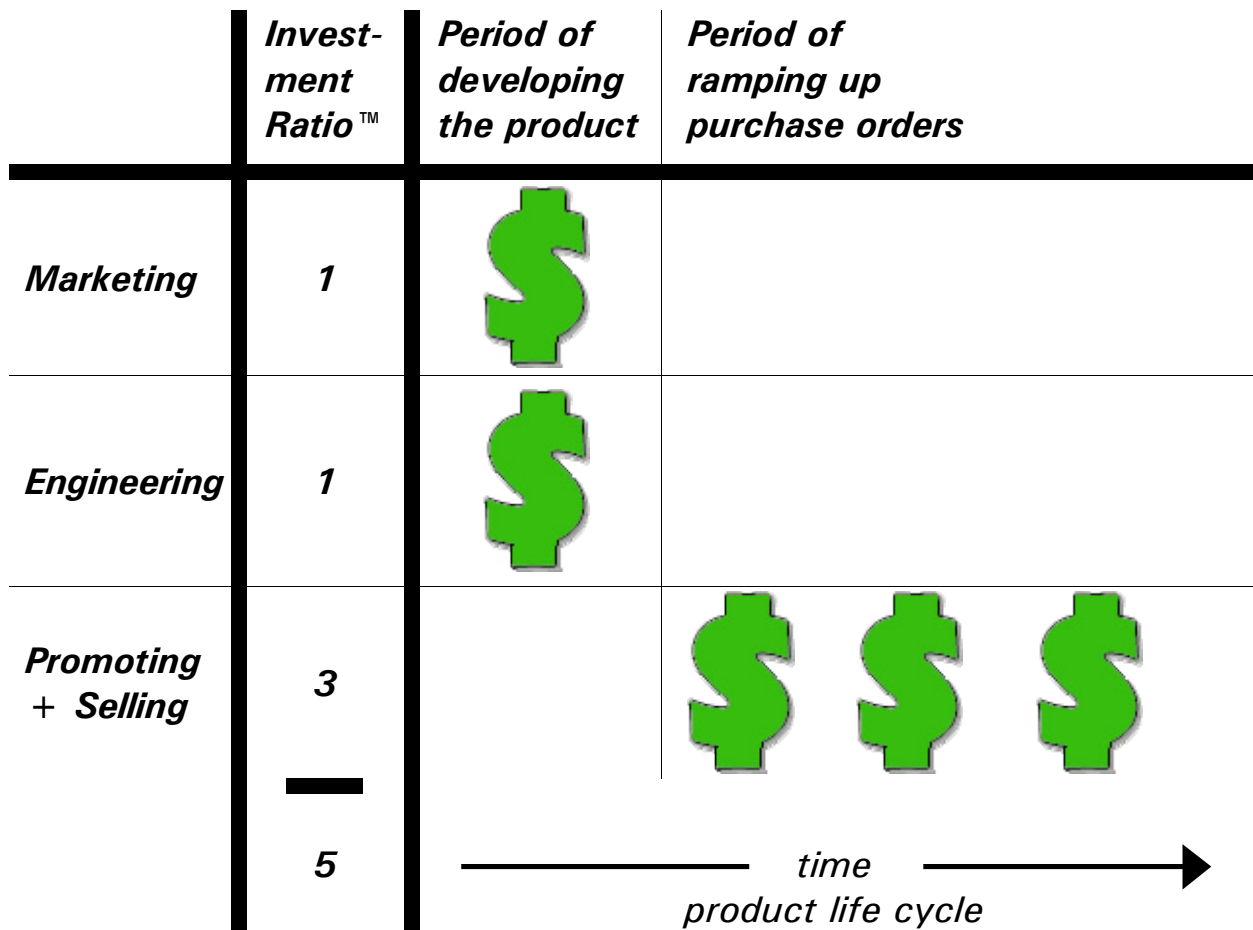 Invest-
ment
Ratio™
Period of
developing
the product
Period of
ramping up
purchase orders
Marketing
1
Engineering
1
Promoting
+ Selling
3
5
time
product life cycle